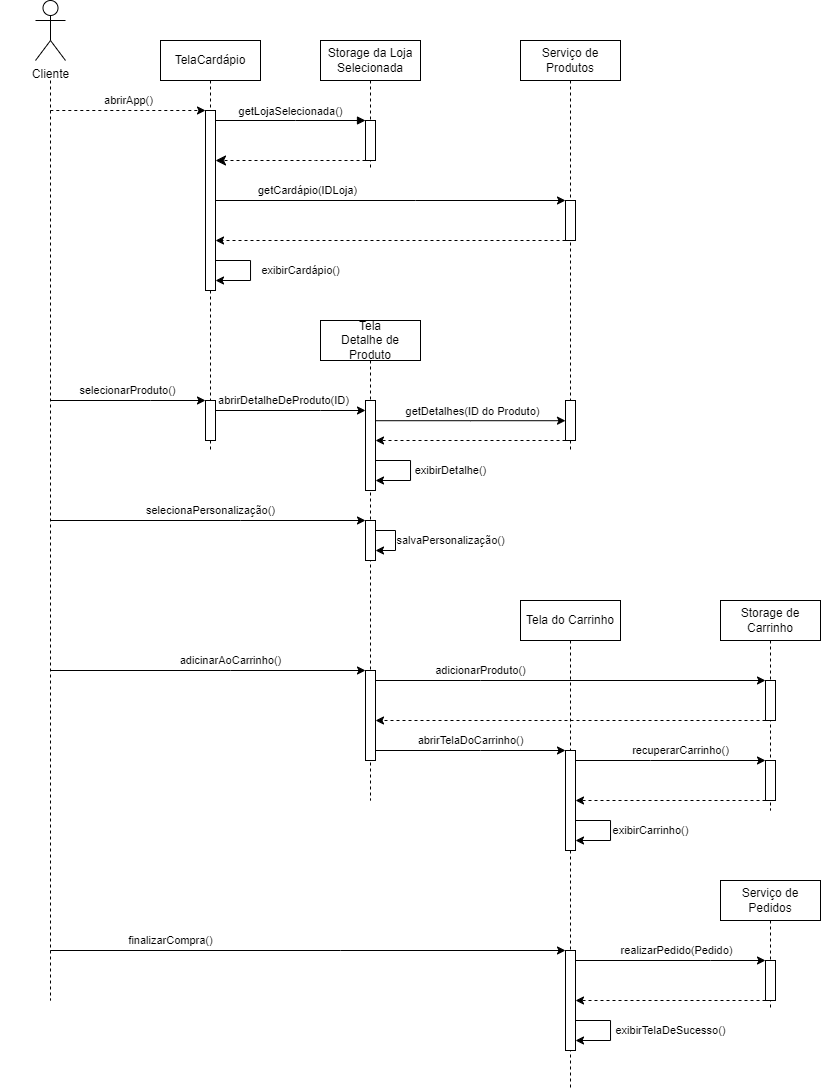 Cliente
TelaCardápio
Storage da Loja
Selecionada
Serviço de
Produtos
abrirApp()
getLojaSelecionada()
getCardápio(IDLoja)
exibirCardápio()
Tela
Detalhe de
Produto
selecionarProduto()
abrirDetalheDeProduto(ID)
getDetalhes(ID do Produto)
exibirDetalhe()
selecionaPersonalização()
salvaPersonalização()
Tela do Carrinho
Storage de
Carrinho
adicinarAoCarrinho()
adicionarProduto()
abrirTelaDoCarrinho()
recuperarCarrinho()
exibirCarrinho()
Serviço de
Pedidos
finalizarCompra()
realizarPedido(Pedido)
exibirTelaDeSucesso()